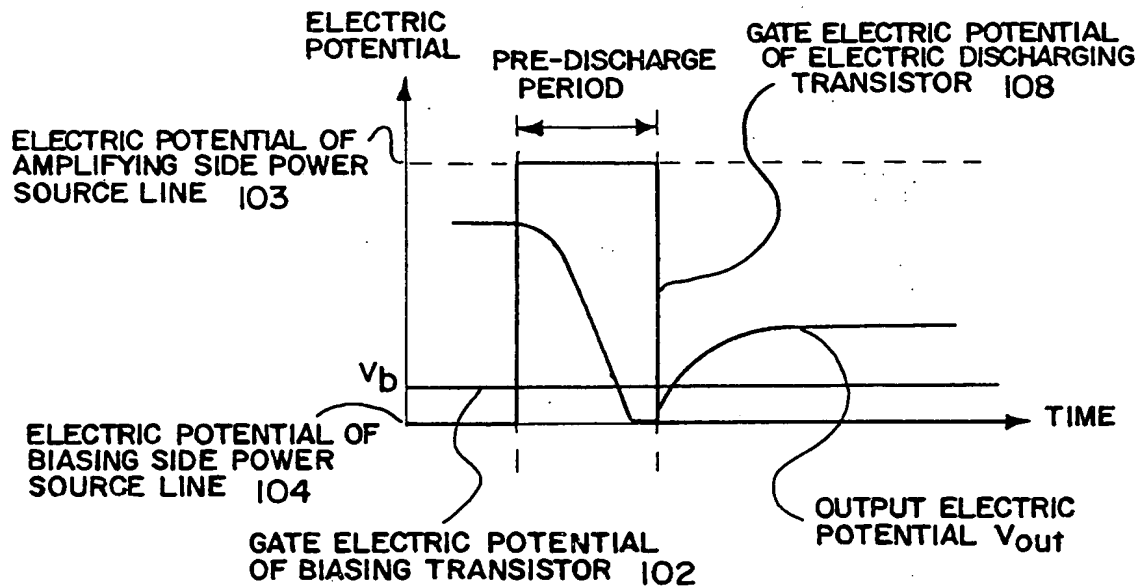 ELECTRIC
POTENTIAL
PRE-DISCHARGE
PERIOD
GATE ELECTRIC POTENTIAL
OF ELECTRIC DISCHARGING
TRANSISTOR 108
ELECTRIC POTENTIAL OF
AMPLIFYING SIDE POWER
SOURCE LINE 103
Vb
TIME
ELECTRIC POTENTIAL OF
BIASING SIDE POWER
SOURCE LINE 104
GATE ELECTRIC POTENTIAL
OF BIASING TRANSISTOR 102
OUTPUT ELECTRIC
POTENTIAL Vout